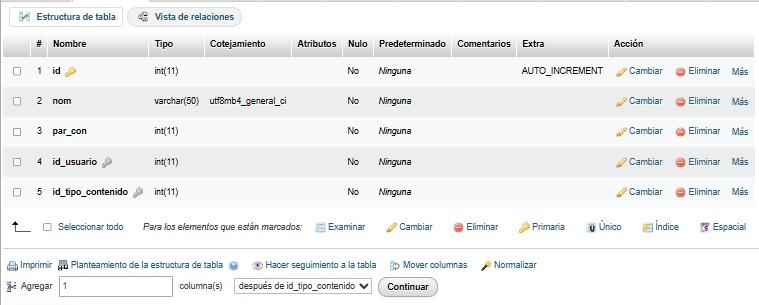 Estructura de tabla Vista de relaciones
# Nombre Tipo Cotejamiento Atributos Nulo Predeterminado Comentarios Extra Acción
1 id int(11) No Ninguna AUTO_INCREMENT Cambiar Eliminar Más
2 nom varchar(50) utf8mb4_general_ci No Ninguna Cambiar Eliminar Más
3 par_con int(11) No Ninguna Cambiar Eliminar Más
4 id_usuario int(11) No Ninguna Cambiar Eliminar Más
5 id_tipo_contenido int(11) No Ninguna Cambiar Eliminar Más
Seleccionar todo Para los elementos que están marcados: Examinar Cambiar Eliminar Primaria Único Índice Espacial
Imprimir Planteamiento de la estructura de tabla Hacer seguimiento a la tabla Mover columnas Normalizar
Agregar 1 columna(s) después de id_tipo_contenido Continuar